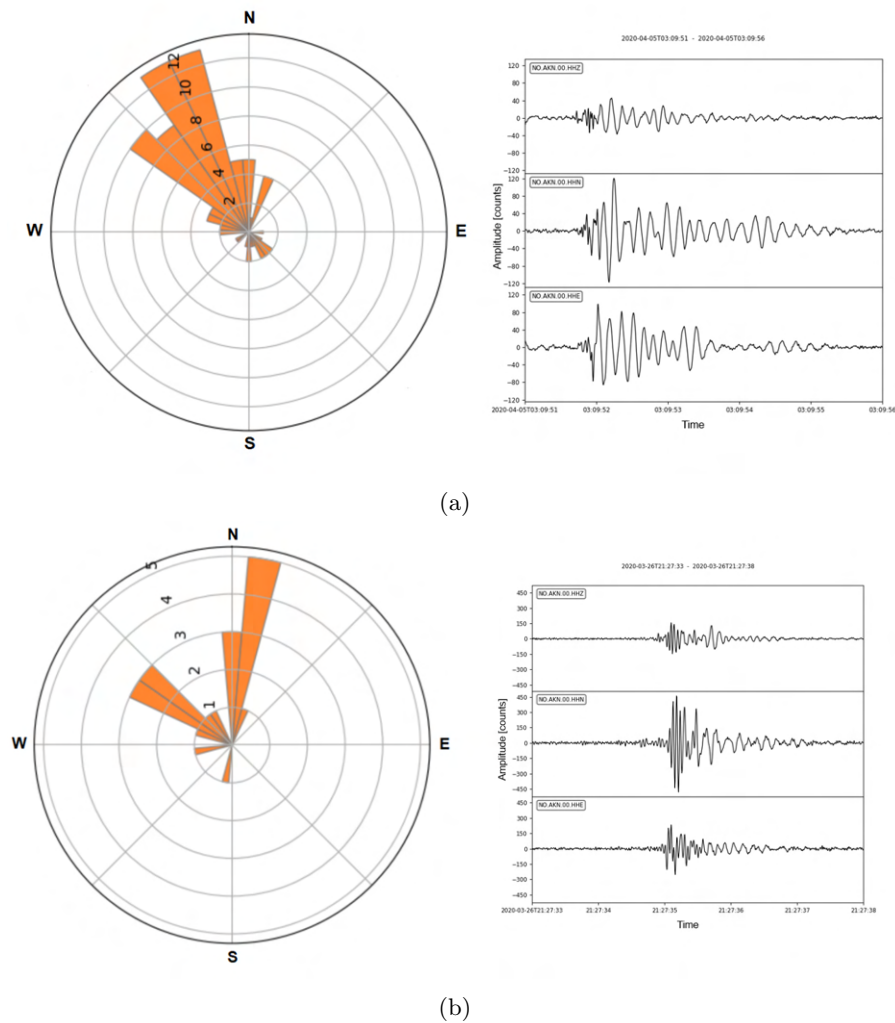 N
W
E
S
12
10
8
6
4
2
2020-04-05T03:09:51 - 2020-04-05T03:09:56
NO.AKN.00.HHZ
120
80
40
0
−40
−80
−120
NO.AKN.00.HHN
120
80
40
0
−40
−80
−120
NO.AKN.00.HHE
120
80
40
0
−40
−80
−120
Amplitude [counts]
2020-04-05T03:09:51 03:09:52 03:09:53 03:09:54 03:09:55 03:09:56
Time
(a)
N
W
E
S
5
4
3
2
1
2020-03-26T21:27:33 - 2020-03-26T21:27:38
NO.AKN.00.HHZ
450
300
150
0
−150
−300
−450
NO.AKN.00.HHN
450
300
150
0
−150
−300
−450
NO.AKN.00.HHE
450
300
150
0
−150
−300
−450
Amplitude [counts]
2020-03-26T21:27:33 21:27:34 21:27:35 21:27:36 21:27:37 21:27:38
Time
(b)